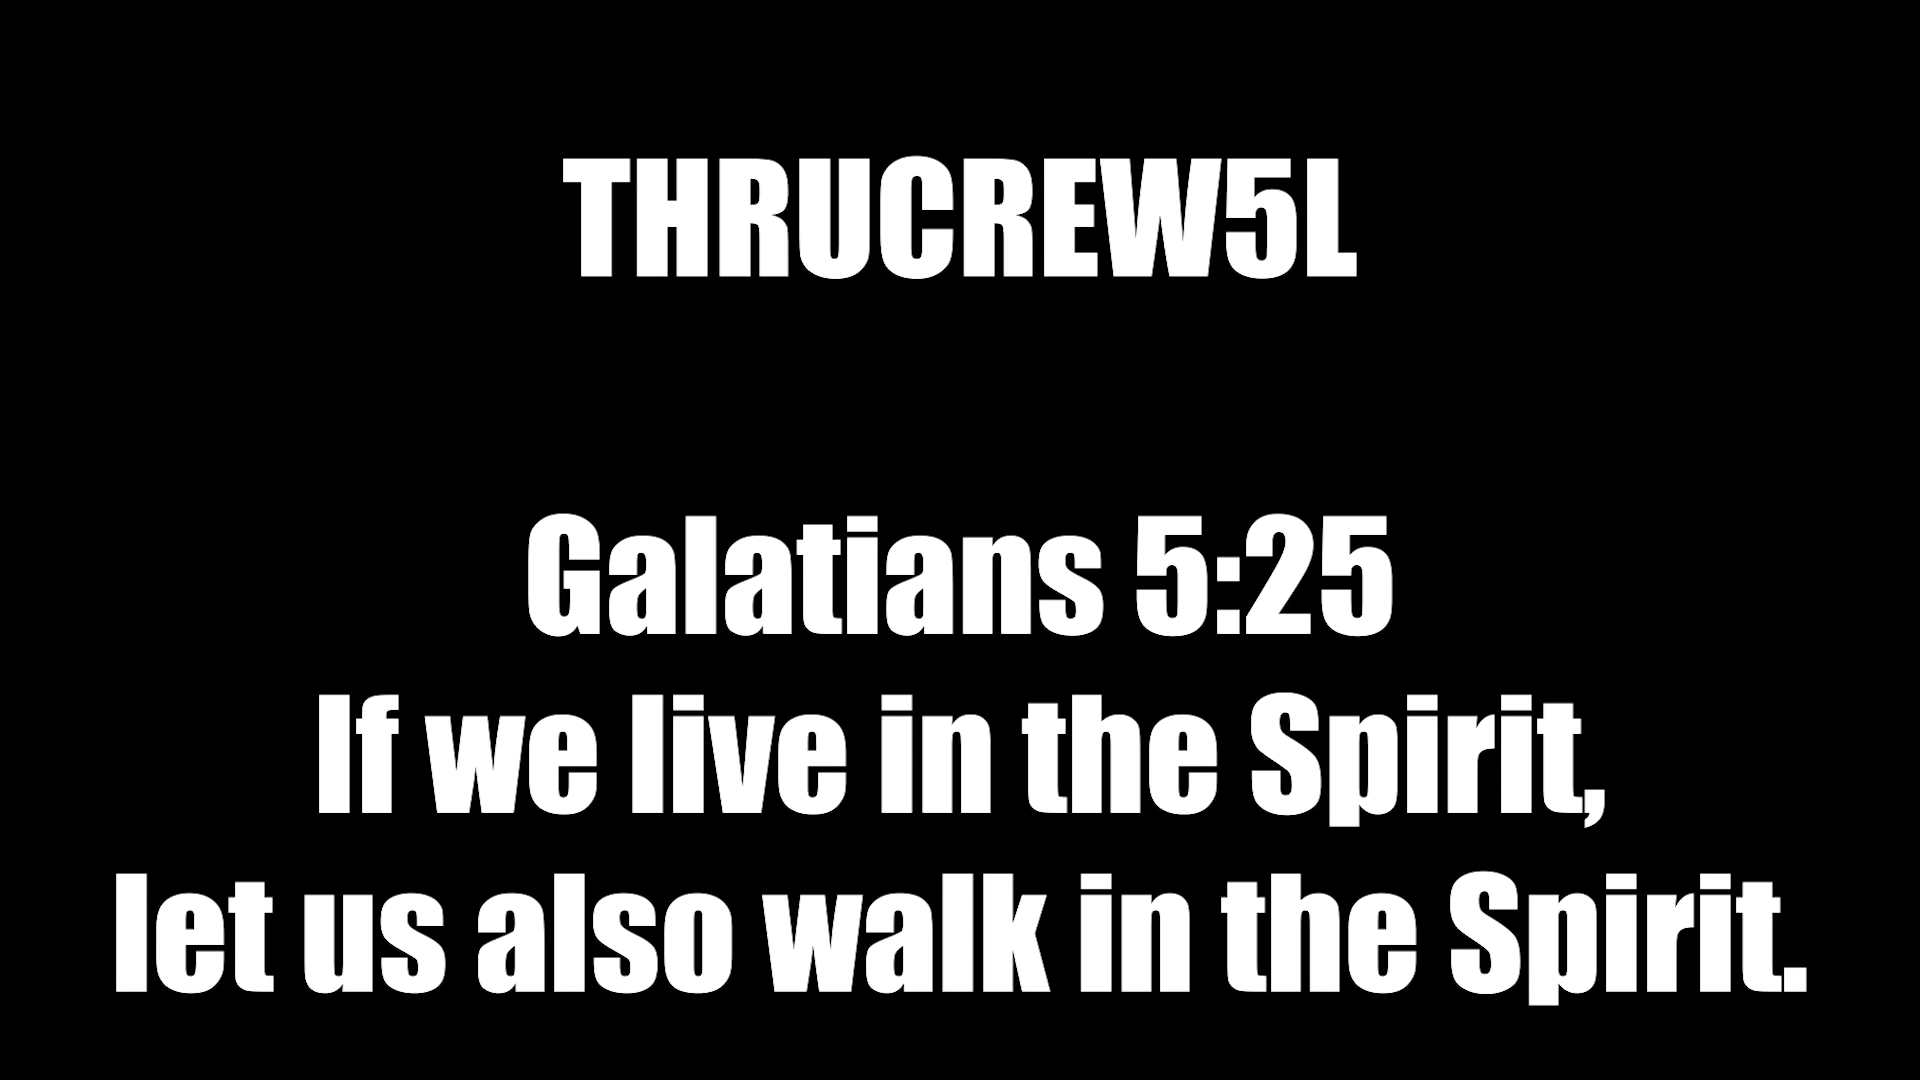 THRUCREW5L
Galatians 5:25
If we live in the Spirit,
let us also walk in the Spirit.